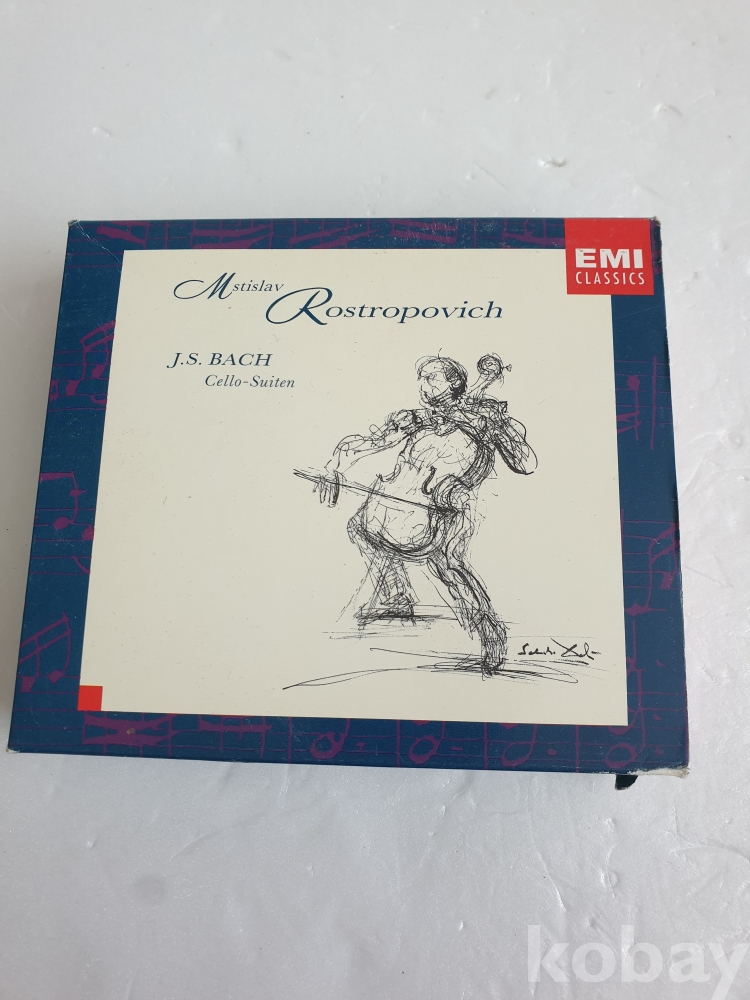 EMI
CLASSICS
Mstislav
Rostropovich
J.S. BACH
Cello-Suiten
kobay